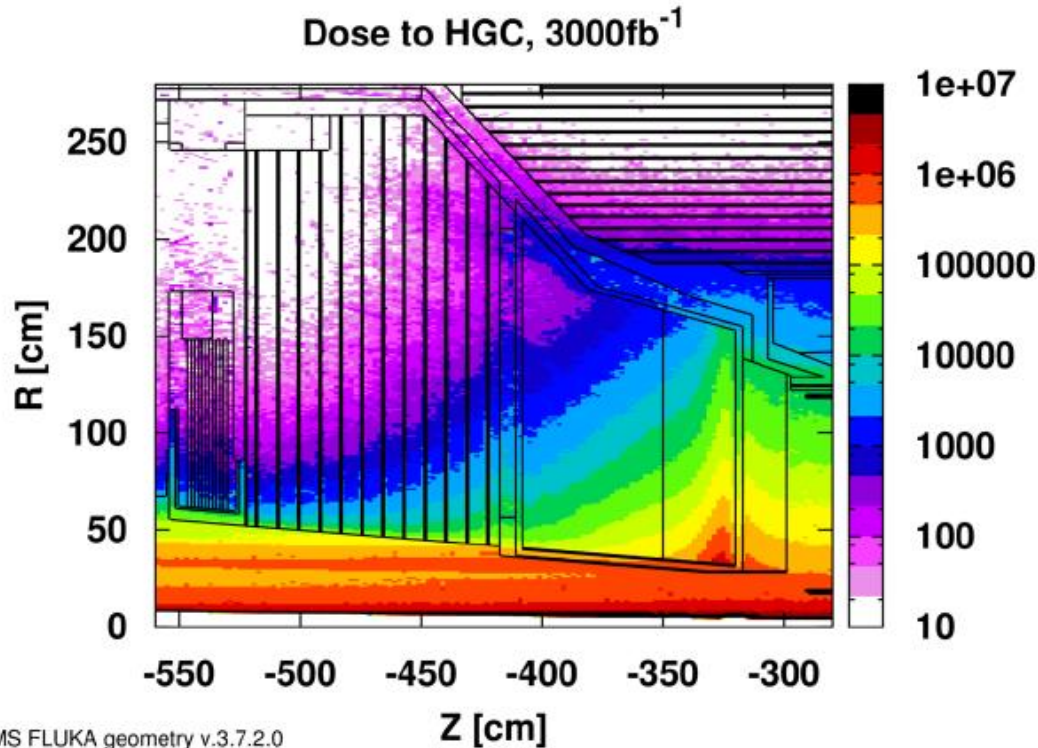 Dose to HGC, 3000fb⁻¹
1e+07
250
1e+06
200
100000
R [cm]
150
10000
100
1000
50
100
0
10
-550 -500 -450 -400 -350 -300
Z [cm]
MS FLUKA geometry v.3.7.2.0